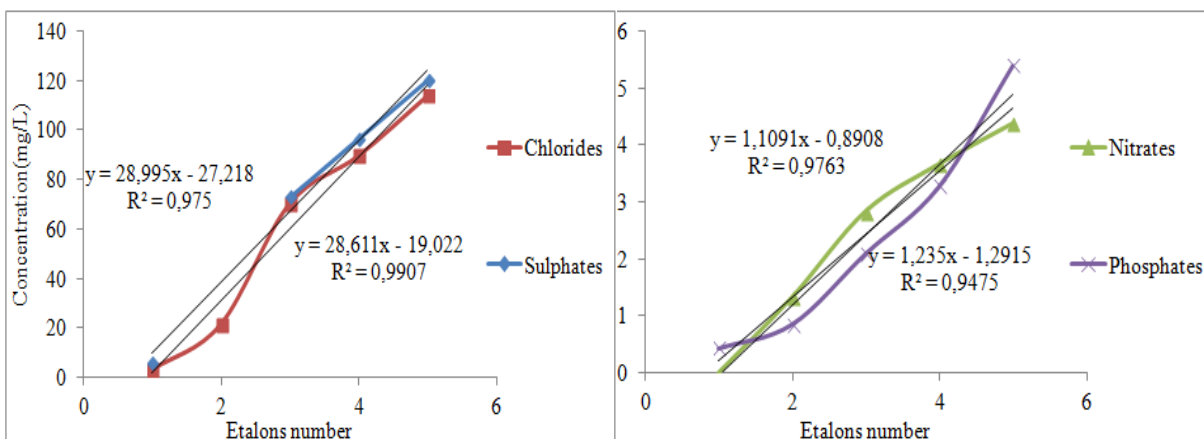 Concentration(mg/L)
140
120
100
80
60
40
20
0
0
2
4
6
Etalons number
y = 28,995x - 27,218
R² = 0,975
y = 28,611x - 19,022
R² = 0,9907
Chlorides
Sulphates
6
5
4
3
2
1
0
0
2
4
6
Etalons number
y = 1,1091x - 0,8908
R² = 0,9763
y = 1,235x - 1,2915
R² = 0,9475
Nitrates
Phosphates